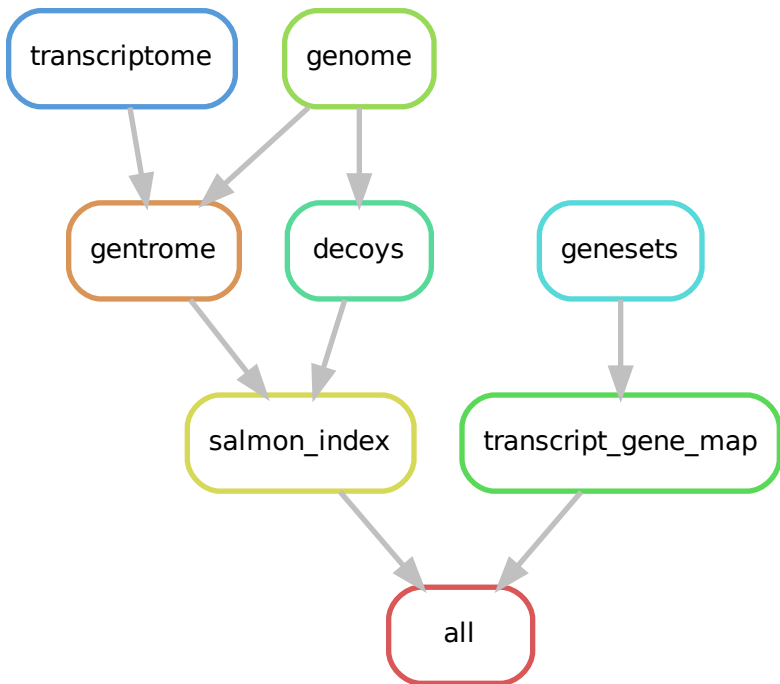 transcriptome
genome
gentrome
decoys
genesets
salmon_index
transcript_gene_map
all